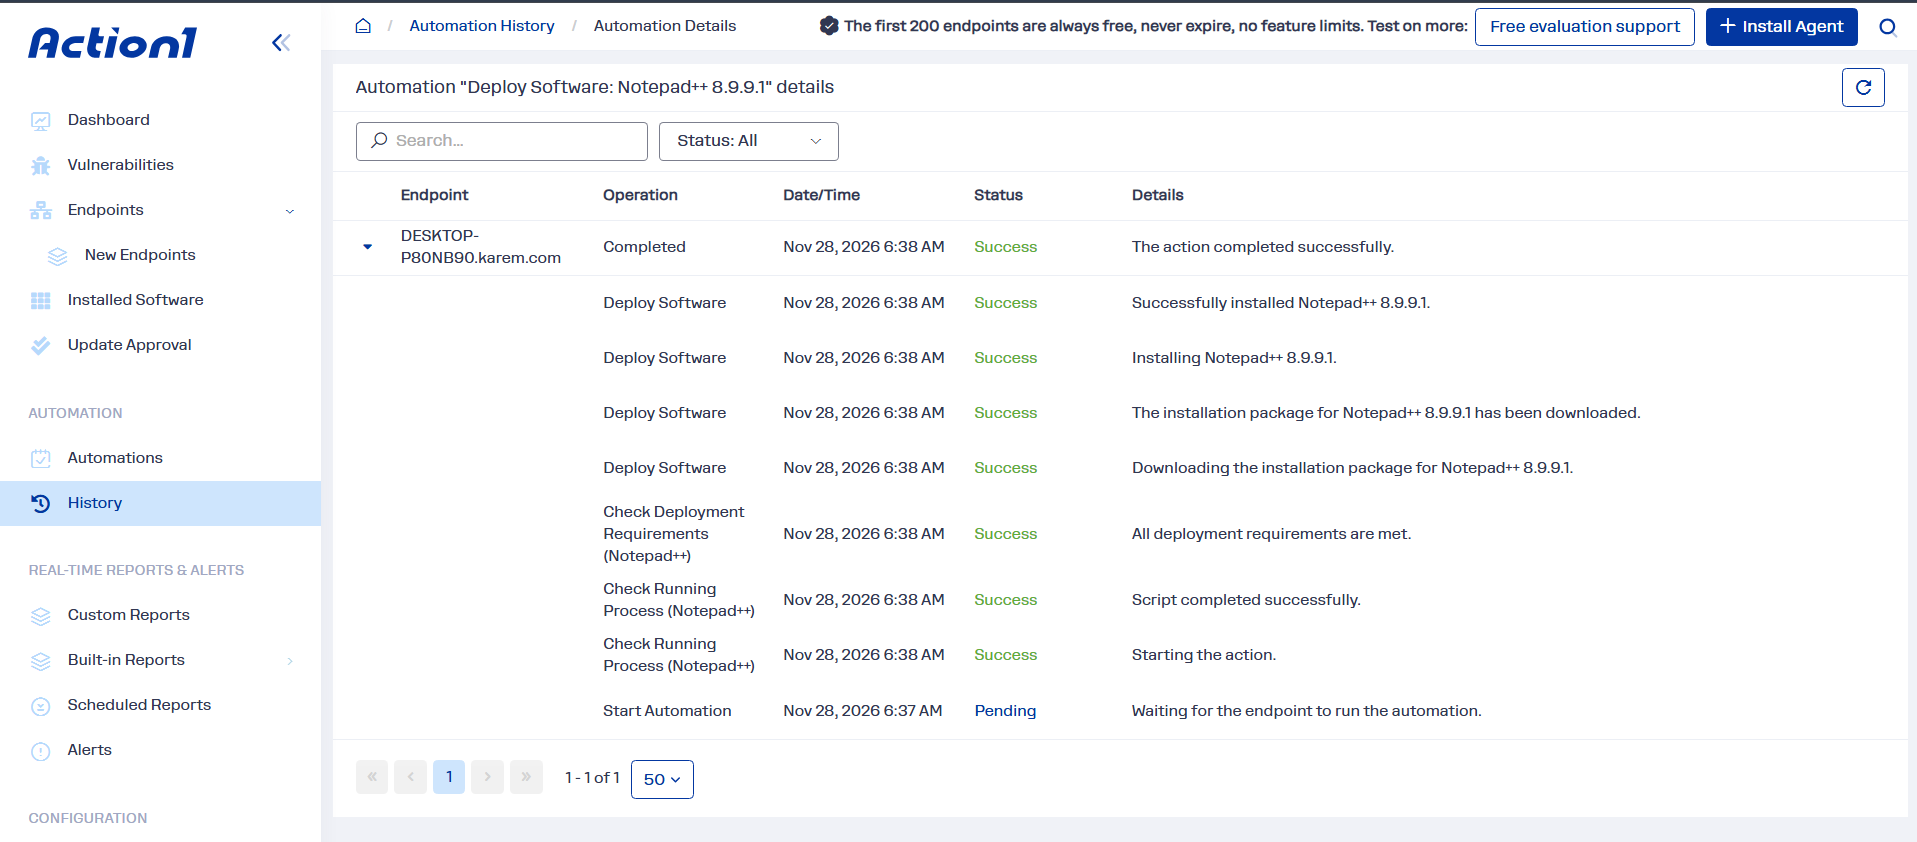 Action1
Automation History / Automation Details
The first 200 endpoints are always free, never expire, no feature limits. Test on more:
Free evaluation support
+ Install Agent
Dashboard
Vulnerabilities
Endpoints
New Endpoints
Installed Software
Update Approval
AUTOMATION
Automations
History
REAL-TIME REPORTS & ALERTS
Custom Reports
Built-in Reports
Scheduled Reports
Alerts
CONFIGURATION
Automation "Deploy Software: Notepad++ 8.9.9.1" details
Search...
Status: All
Endpoint Operation Date/Time Status Details
DESKTOP-
P80NB90.karem.com
Completed Nov 28, 2026 6:38 AM Success The action completed successfully.
Deploy Software Nov 28, 2026 6:38 AM Success Successfully installed Notepad++ 8.9.9.1.
Deploy Software Nov 28, 2026 6:38 AM Success Installing Notepad++ 8.9.9.1.
Deploy Software Nov 28, 2026 6:38 AM Success The installation package for Notepad++ 8.9.9.1 has been downloaded.
Deploy Software Nov 28, 2026 6:38 AM Success Downloading the installation package for Notepad++ 8.9.9.1.
Check Deployment
Requirements
(Notepad++)
Nov 28, 2026 6:38 AM Success All deployment requirements are met.
Check Running
Process (Notepad++)
Nov 28, 2026 6:38 AM Success Script completed successfully.
Check Running
Process (Notepad++)
Nov 28, 2026 6:38 AM Success Starting the action.
Start Automation Nov 28, 2026 6:37 AM Pending Waiting for the endpoint to run the automation.
« ‹ 1 › » 1 - 1 of 1 50